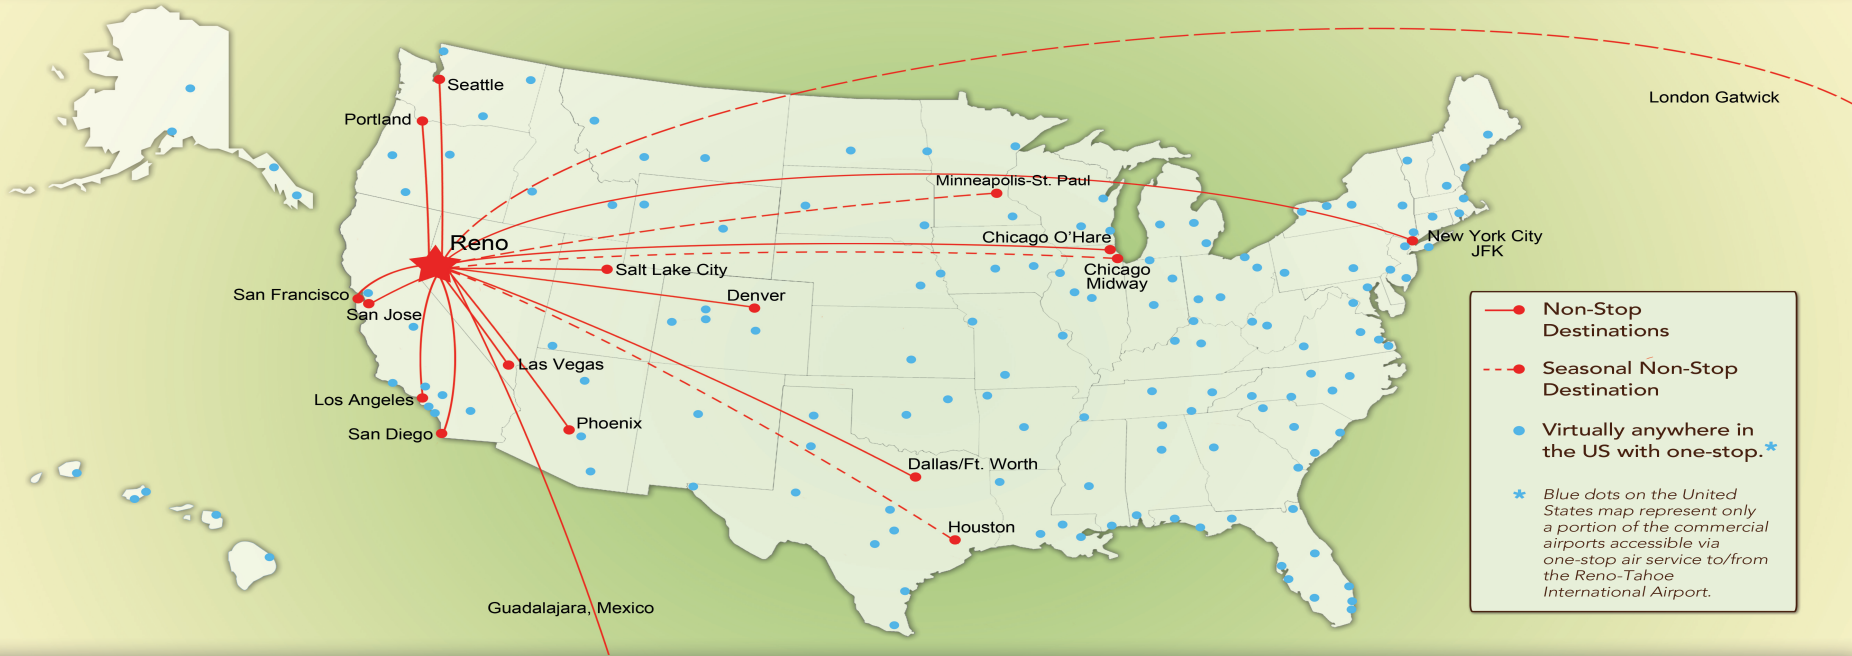 London Gatwick
Seattle
Portland
Minneapolis-St. Paul
Reno
Chicago O'Hare
New York City
JFK
Salt Lake City
Chicago
Midway
San Francisco
Denver
San Jose
Las Vegas
Los Angeles
Phoenix
San Diego
Dallas/Ft. Worth
Houston
Guadalajara, Mexico
Non-Stop
Destinations
Seasonal Non-Stop
Destination
Virtually anywhere in
the US with one-stop.*
* Blue dots on the United
States map represent only
a portion of the commercial
airports accessible via
one-stop air service to/from
the Reno-Tahoe
International Airport.